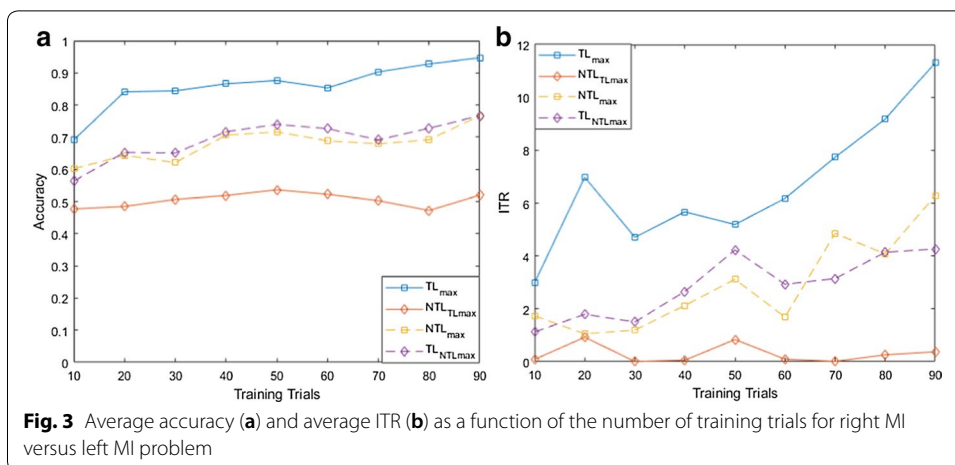 a
1
0.9
0.8
0.7
0.6
0.5
0.4
0.3
0.2
0.1
0
Accuracy
10 20 30 40 50 60 70 80 90
Training Trials
TLmax
NTLTLmax
NTLmax
TLNTLmax
b
12
10
8
6
4
2
0
ITR
10 20 30 40 50 60 70 80 90
Training Trials
TLmax
NTLTLmax
NTLmax
TLNTLmax
Fig. 3 Average accuracy (a) and average ITR (b) as a function of the number of training trials for right MI
versus left MI problem